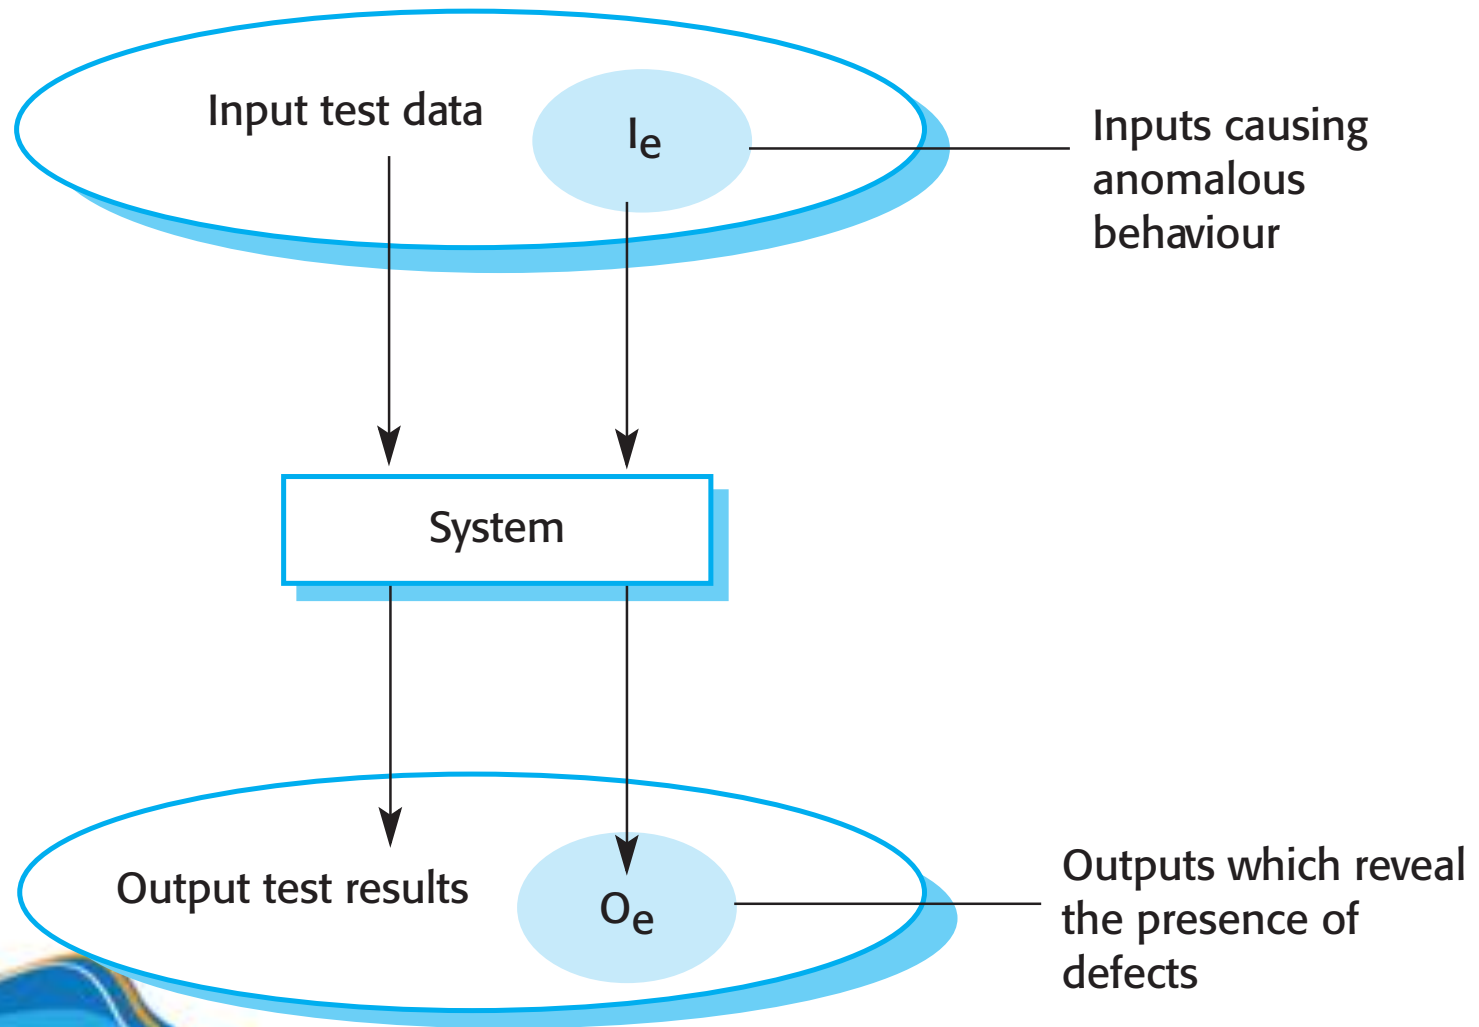 Input test data
Ie
Inputs causing
anomalous
behaviour
System
Output test results
Oe
Outputs which reveal
the presence of
defects